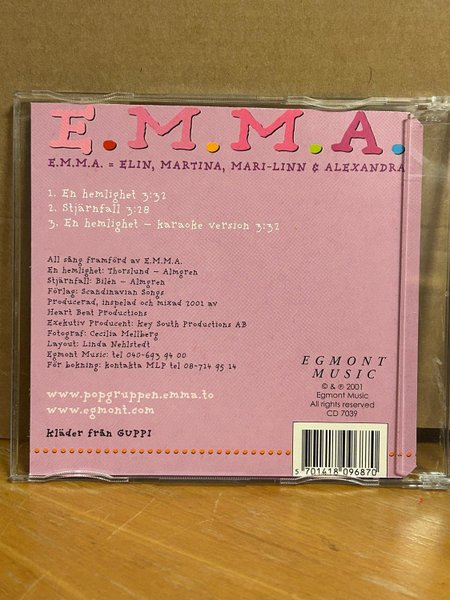 E.M.M.A.
E.M.M.A. = ELIN, MARTINA, MARI-LINN & ALEXANDRA
1. En hemlighet 3:32
2. Stjärnfall 3:28
3. En hemlighet – karaoke version 3:32
All sång framförd av E.M.M.A.
En hemlighet: Thorslund – Almgren
Stjärnfall: Bilén – Almgren
Förlag: Scandinavian Songs
Producerad, inspelad och mixad 2001 av
Heart Beat Productions
Exekutiv Producent: Key South Productions AB
Fotograf: Cecilia Mellberg
Layout: Linda Nehlstedt
Egmont Music: tel 040-693 94 00
För bokning: kontakta MLP tel 08-714 95 14
www.popgruppen.emma.to
www.egmont.com
kläder från GUPPI
EGMONT
MUSIC
© & ℗ 2001
Egmont Music
All rights reserved
CD 7039
5 701418 096870